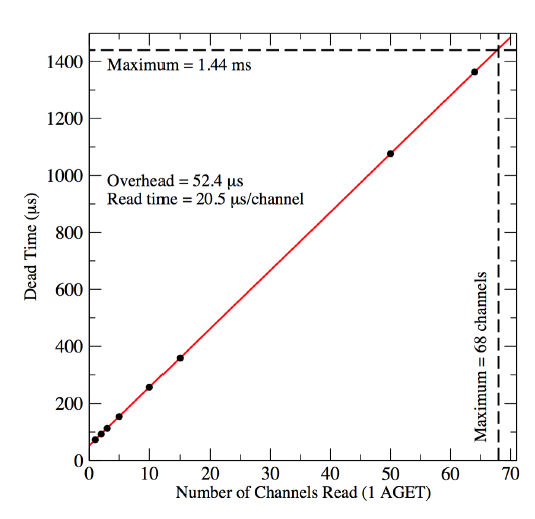 1400
1200
1000
800
600
400
200
0
Dead Time (μs)
Maximum = 1.44 ms
Overhead = 52.4 μs
Read time = 20.5 μs/channel
Maximum = 68 channels
0 10 20 30 40 50 60 70
Number of Channels Read (1 AGET)